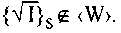 {√I}_S ∉ ⟨W⟩.